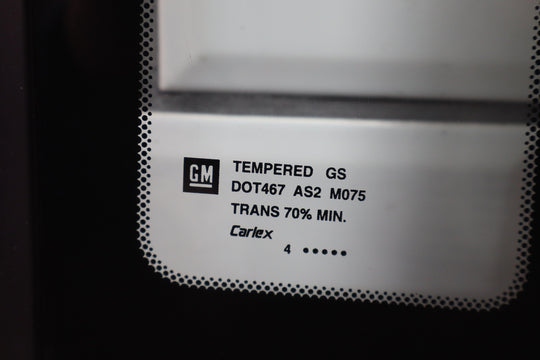 GM
TEMPERED GS
DOT467 AS2 M075
TRANS 70% MIN.
Carlex
4 •••••